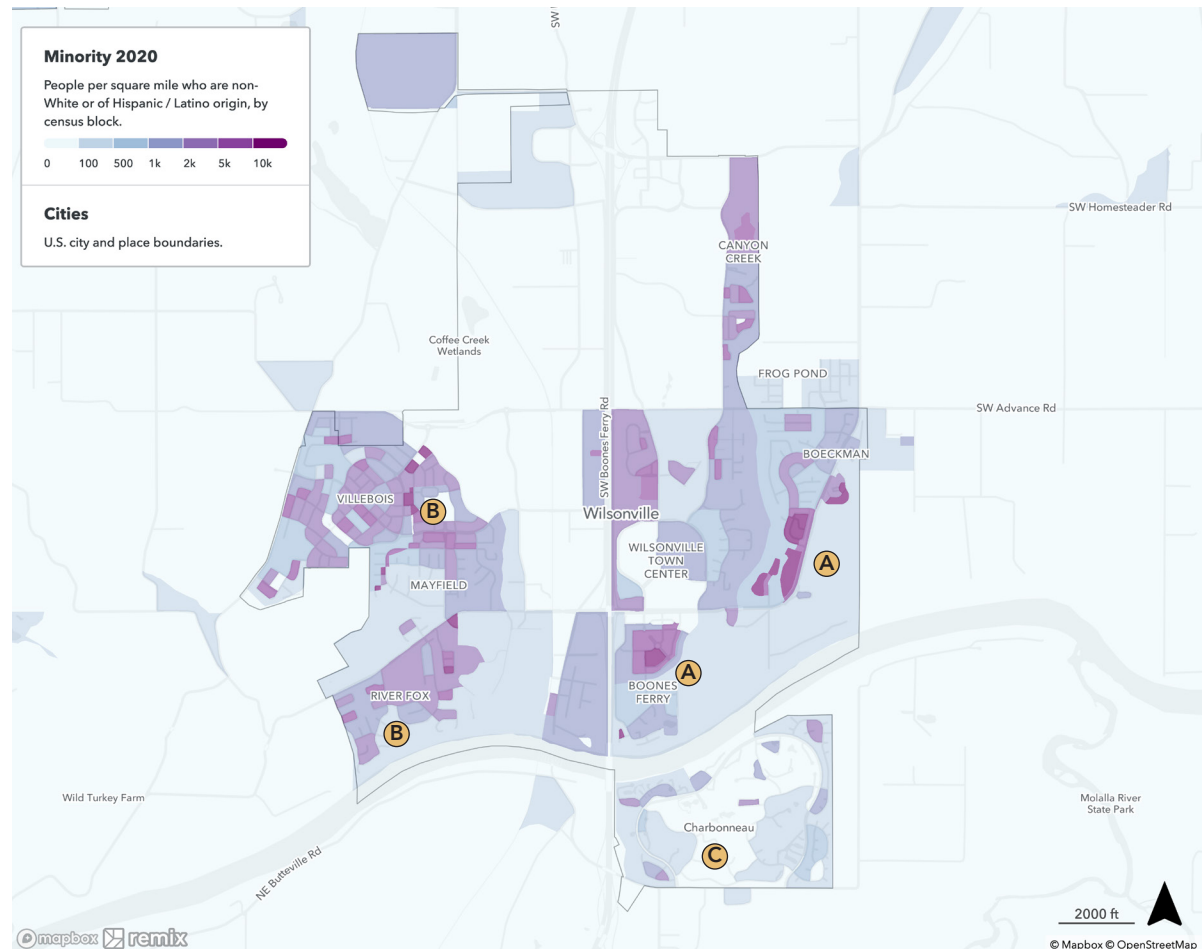 Minority 2020
People per square mile who are non-
White or of Hispanic / Latino origin, by
census block.
0 100 500 1k 2k 5k 10k
Cities
U.S. city and place boundaries.
SW
SW Homesteader Rd
CANYON
CREEK
Coffee Creek
Wetlands
FROG POND
SW Advance Rd
SW Boones Ferry Rd
BOECKMAN
VILLEBOIS
B
Wilsonville
WILSONVILLE
TOWN
CENTER
A
MAYFIELD
A
BOONES
FERRY
RIVER FOX
B
Wild Turkey Farm
Molalla River
State Park
Charbonneau
C
NE Butteville Rd
2000 ft
mapbox remix
© Mapbox © OpenStreetMap